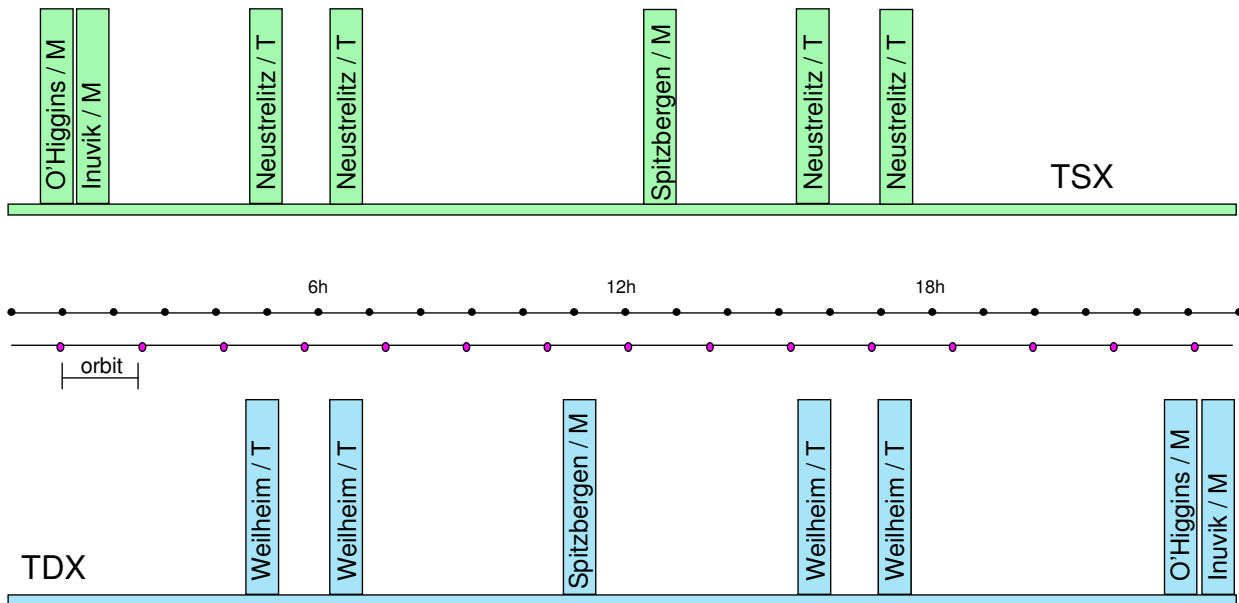 O'Higgins / M
Inuvik / M
Neustrelitz / T
Neustrelitz / T
Spitzbergen / M
Neustrelitz / T
Neustrelitz / T
TSX
6h
12h
18h
orbit
Weilheim / T
Weilheim / T
Spitzbergen / M
Weilheim / T
Weilheim / T
O'Higgins / M
Inuvik / M
TDX